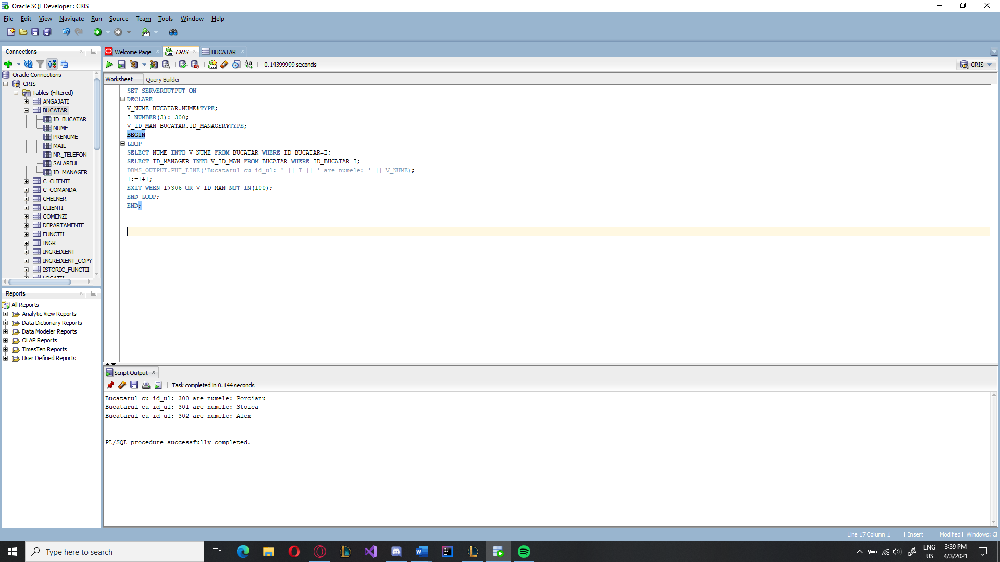 Oracle SQL Developer : CRIS
File Edit View Navigate Run Source Team Tools Window Help
Connections
Welcome Page
CRIS
BUCATAR
0.14399999 seconds
CRIS
Worksheet Query Builder
Oracle Connections
CRIS
Tables (Filtered)
ANGAJATI
BUCATAR
ID_BUCATAR
NUME
PRENUME
MAIL
NR_TELEFON
SALARIUL
ID_MANAGER
C_CLIENTI
C_COMANDA
CHELNER
CLIENTI
COMENZI
DEPARTAMENTE
FUNCTII
INGR
INGREDIENT
INGREDIENT_COPY
ISTORIC_FUNCTII
SET SERVEROUTPUT ON
DECLARE
V_NUME BUCATAR.NUME%TYPE;
I NUMBER(3):=300;
V_ID_MAN BUCATAR.ID_MANAGER%TYPE;
BEGIN
LOOP
SELECT NUME INTO V_NUME FROM BUCATAR WHERE ID_BUCATAR=I;
SELECT ID_MANAGER INTO V_ID_MAN FROM BUCATAR WHERE ID_BUCATAR=I;
DBMS_OUTPUT.PUT_LINE('Bucatarul cu id_ul: ' || I || ' are numele: ' || V_NUME);
I:=I+1;
EXIT WHEN I>306 OR V_ID_MAN NOT IN(100);
END LOOP;
END;
Reports
All Reports
Analytic View Reports
Data Dictionary Reports
Data Modeler Reports
OLAP Reports
TimesTen Reports
User Defined Reports
Script Output
Task completed in 0.144 seconds
Bucatarul cu id_ul: 300 are numele: Porcianu
Bucatarul cu id_ul: 301 are numele: Stoica
Bucatarul cu id_ul: 302 are numele: Alex
PL/SQL procedure successfully completed.
Line 17 Column 1 | Insert | Modified | Windows: CF
Type here to search
ENG
US
3:39 PM
4/3/2021